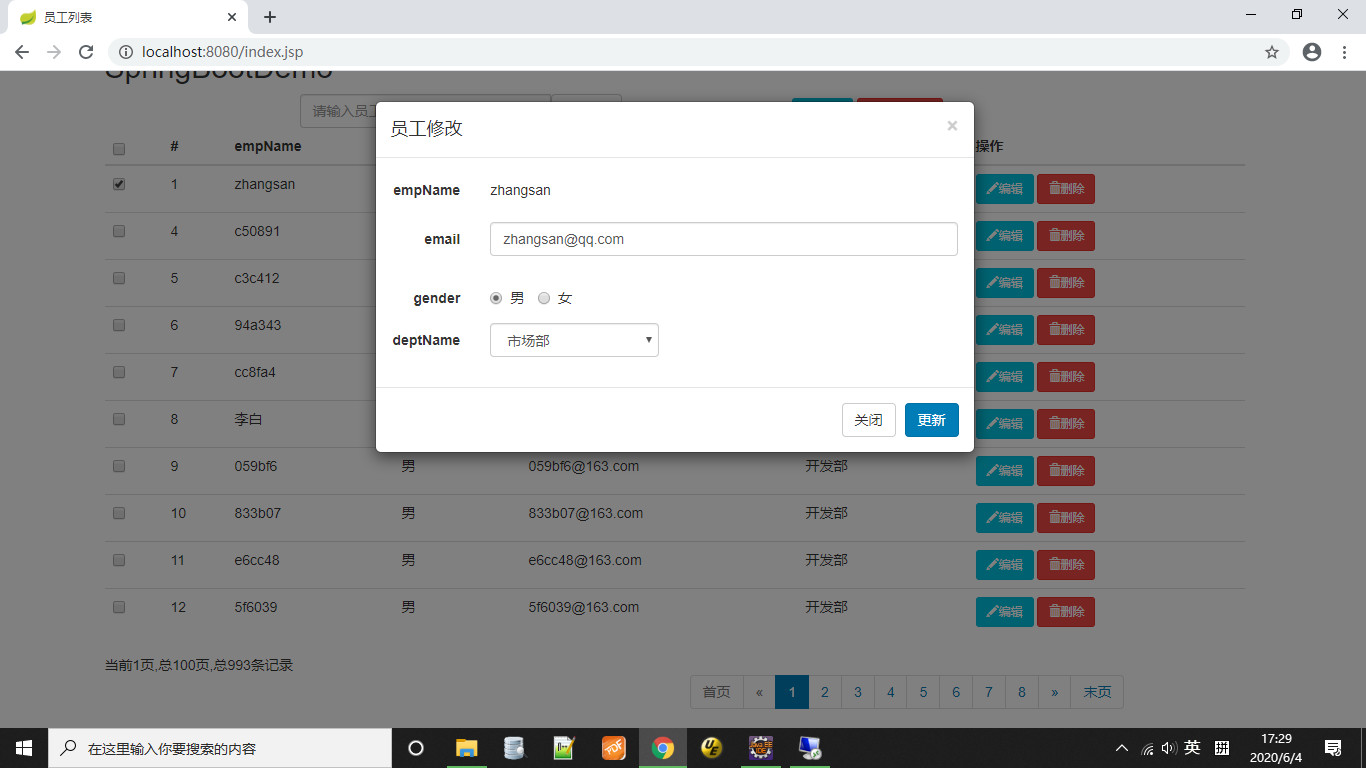 员工列表
localhost:8080/index.jsp
SpringBootDemo
请输入员工
员工修改 ×
# empName 操作
empName zhangsan
email zhangsan@qq.com
gender 男 女
deptName 市场部
关闭 更新
1 zhangsan 编辑 删除
4 c50891 编辑 删除
5 c3c412 编辑 删除
6 94a343 编辑 删除
7 cc8fa4 编辑 删除
8 李白 编辑 删除
9 059bf6 男 059bf6@163.com 开发部 编辑 删除
10 833b07 男 833b07@163.com 开发部 编辑 删除
11 e6cc48 男 e6cc48@163.com 开发部 编辑 删除
12 5f6039 男 5f6039@163.com 开发部 编辑 删除
当前1页,总100页,总993条记录
首页 « 1 2 3 4 5 6 7 8 » 末页
在这里输入你要搜索的内容
PDF
UE
JAVA EE
IDE
英 拼
17:29
2020/6/4